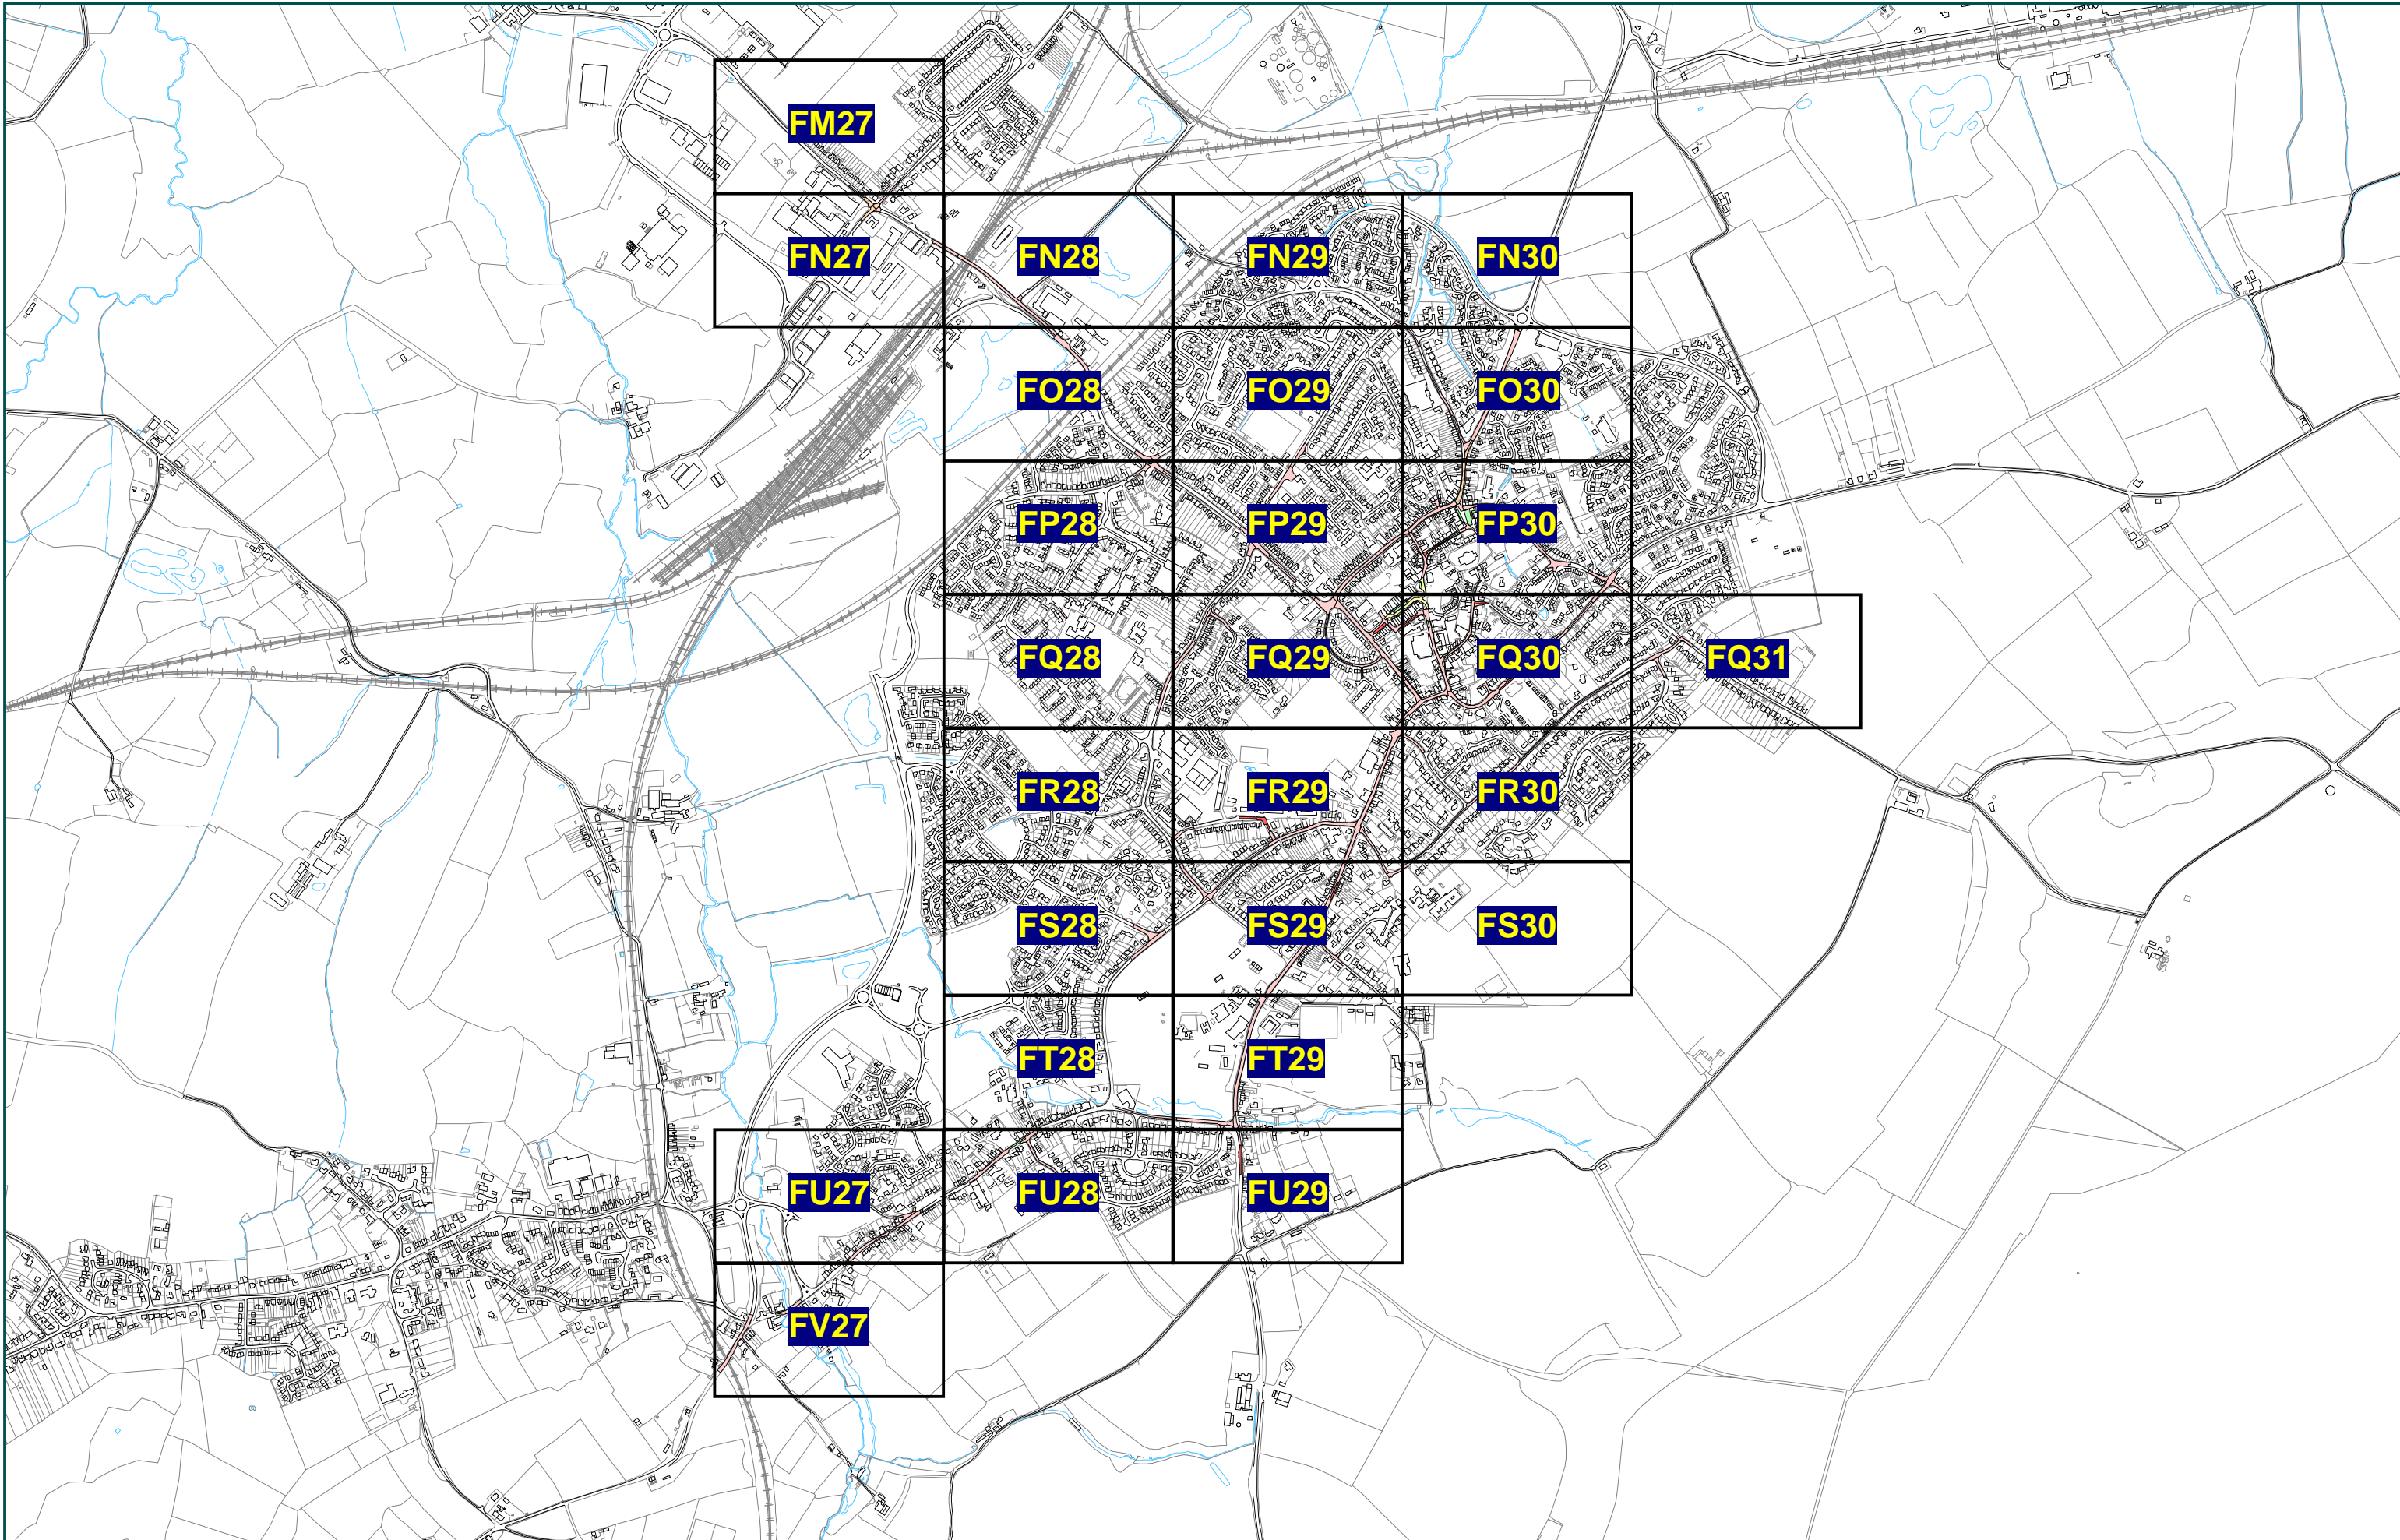 FM27
FN27 FN28 FN29 FN30
FO28 FO29 FO30
FP28 FP29 FP30
FQ28 FQ29 FQ30 FQ31
FR28 FR29 FR30
FS28 FS29 FS30
FT28 FT29
FU27 FU28 FU29
FV27